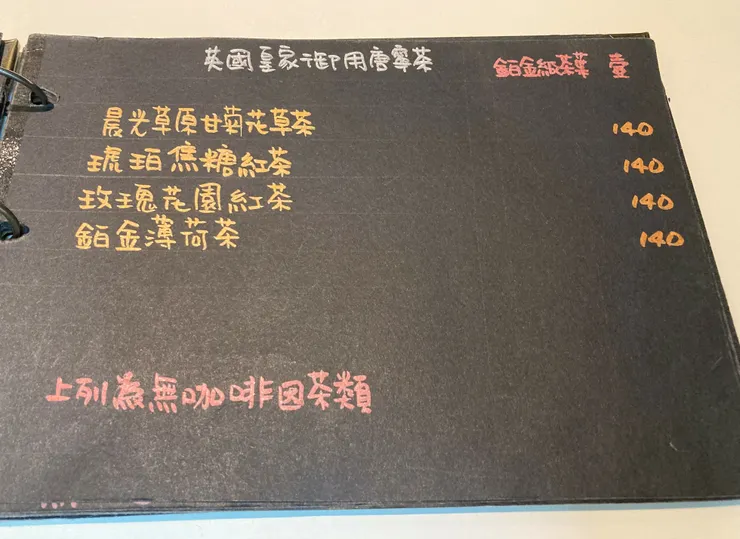 英國皇家御用唐寧茶 鉑金級茶葉 壺
晨光草原甘菊花草茶 140
琥珀焦糖紅茶 140
玫瑰花園紅茶 140
鉑金薄荷茶 140
上列為無咖啡因茶類